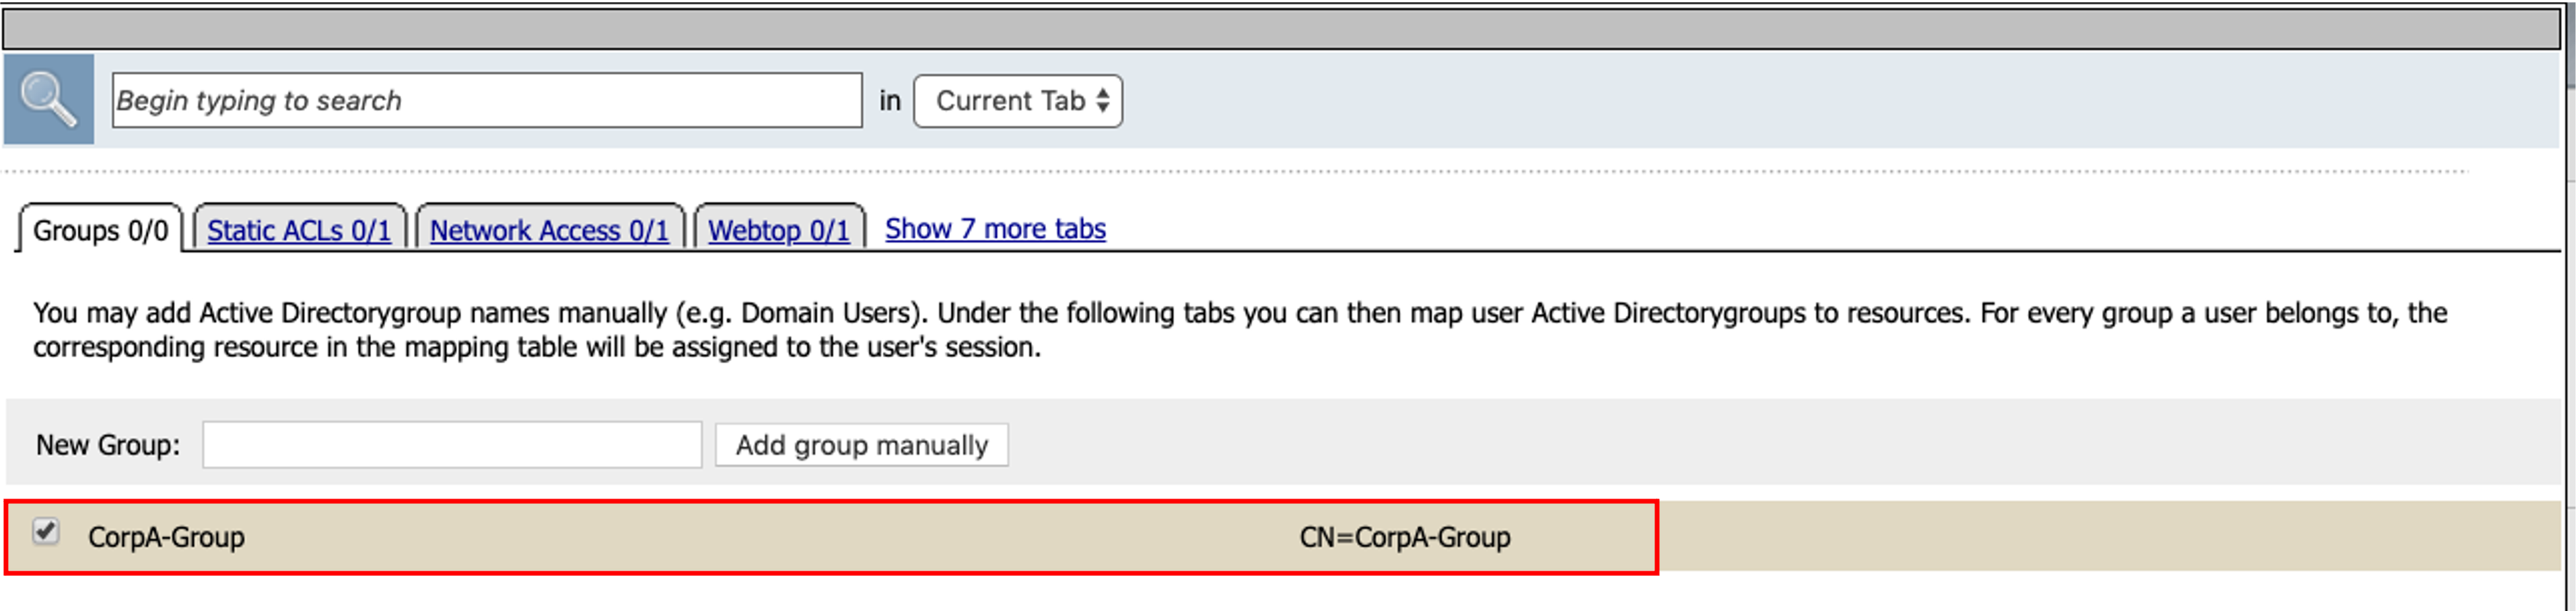 Begin typing to search in Current Tab
Groups 0/0 Static ACLs 0/1 Network Access 0/1 Webtop 0/1 Show 7 more tabs
You may add Active Directorygroup names manually (e.g. Domain Users). Under the following tabs you can then map user Active Directorygroups to resources. For every group a user belongs to, the
corresponding resource in the mapping table will be assigned to the user's session.
New Group: Add group manually
CorpA-Group CN=CorpA-Group